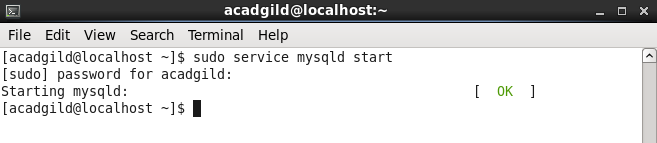 acadgild@localhost:~
File Edit View Search Terminal Help
[acadgild@localhost ~]$ sudo service mysqld start
[sudo] password for acadgild:
Starting mysqld: [ OK ]
[acadgild@localhost ~]$